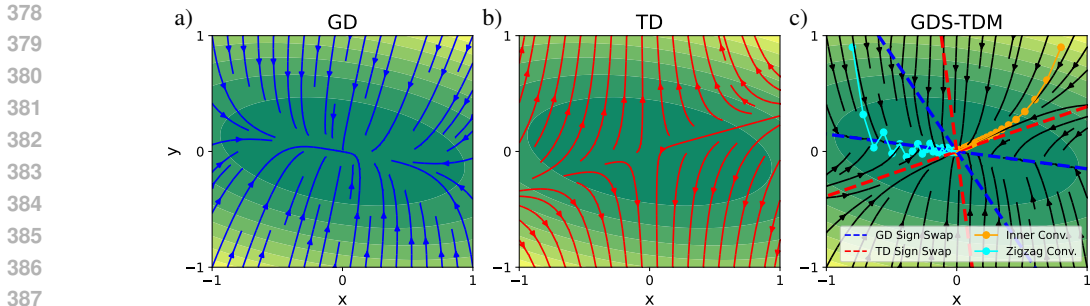 378
379
380
381
382
383
384
385
386
387
a) GD
1
0
−1
−1 0 1
y
x
b) TD
1
0
−1
−1 0 1
x
c) GDS-TDM
1
0
−1
−1 0 1
x
GD Sign Swap
TD Sign Swap
Inner Conv.
Zigzag Conv.